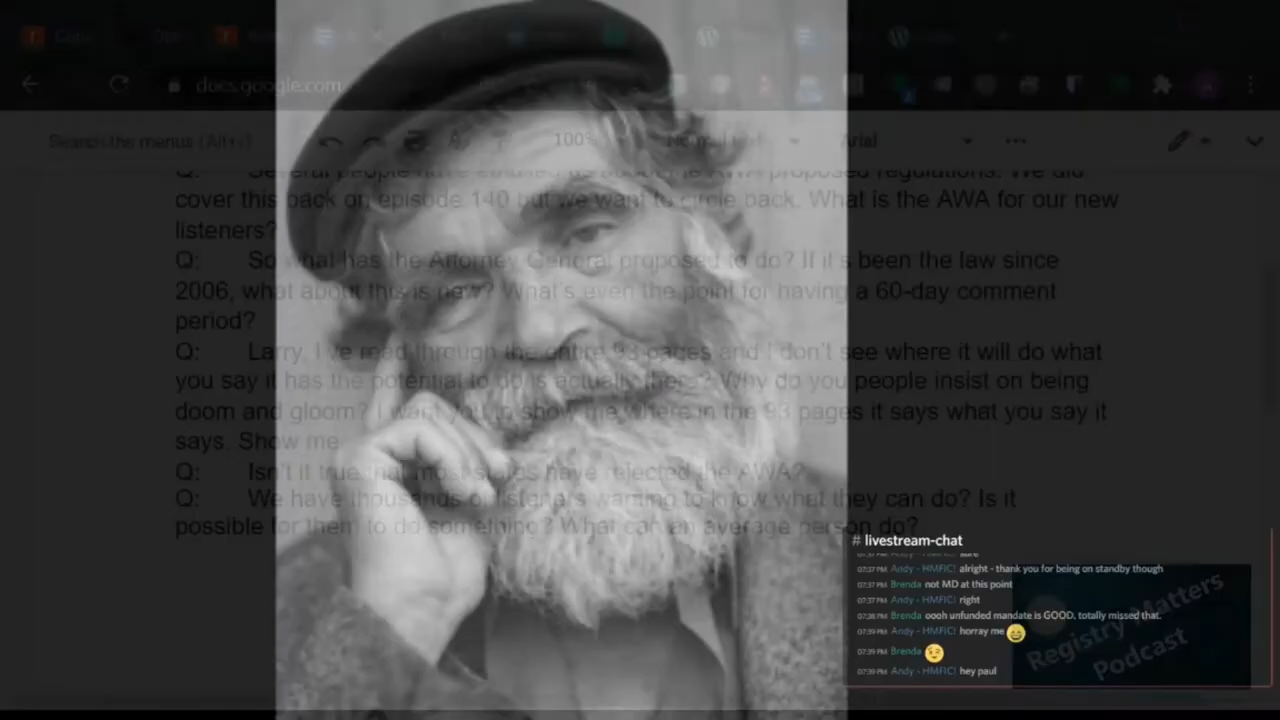 docs.google.com
Search the menus (Alt+/)
100%
Normal text
Arial
Q: Several people have emailed us about the AWA proposed regulations. We did
cover this back on episode 140 but we want to circle back. What is the AWA for our new
listeners?
Q: So what has the Attorney General proposed to do? If it's been the law since
2006, what about this is new? What's even the point for having a 60-day comment
period?
Q: Larry, I've read through the entire 93 pages and I don't see where it will do what
you say it has the potential to do is actually there? Why do you people insist on being
doom and gloom? I want you to show me where in the 93 pages it says what you say it
says. Show me
Q: Isn't it true that most states have rejected the AWA?
Q: We have thousands of listeners wanting to know what they can do? Is it
possible for them to do something? What can an average person do?
# livestream-chat
07:37 PM Andy - HMFIC! sure
07:37 PM Andy - HMFIC! alright - thank you for being on standby though
07:37 PM Brenda not MD at this point
07:37 PM Andy - HMFIC! right
07:38 PM Brenda oooh unfunded mandate is GOOD. totally missed that.
07:39 PM Andy - HMFIC! horray me 😄
07:39 PM Brenda 😉
07:39 PM Andy - HMFIC! hey paul
Registry Matters
Podcast